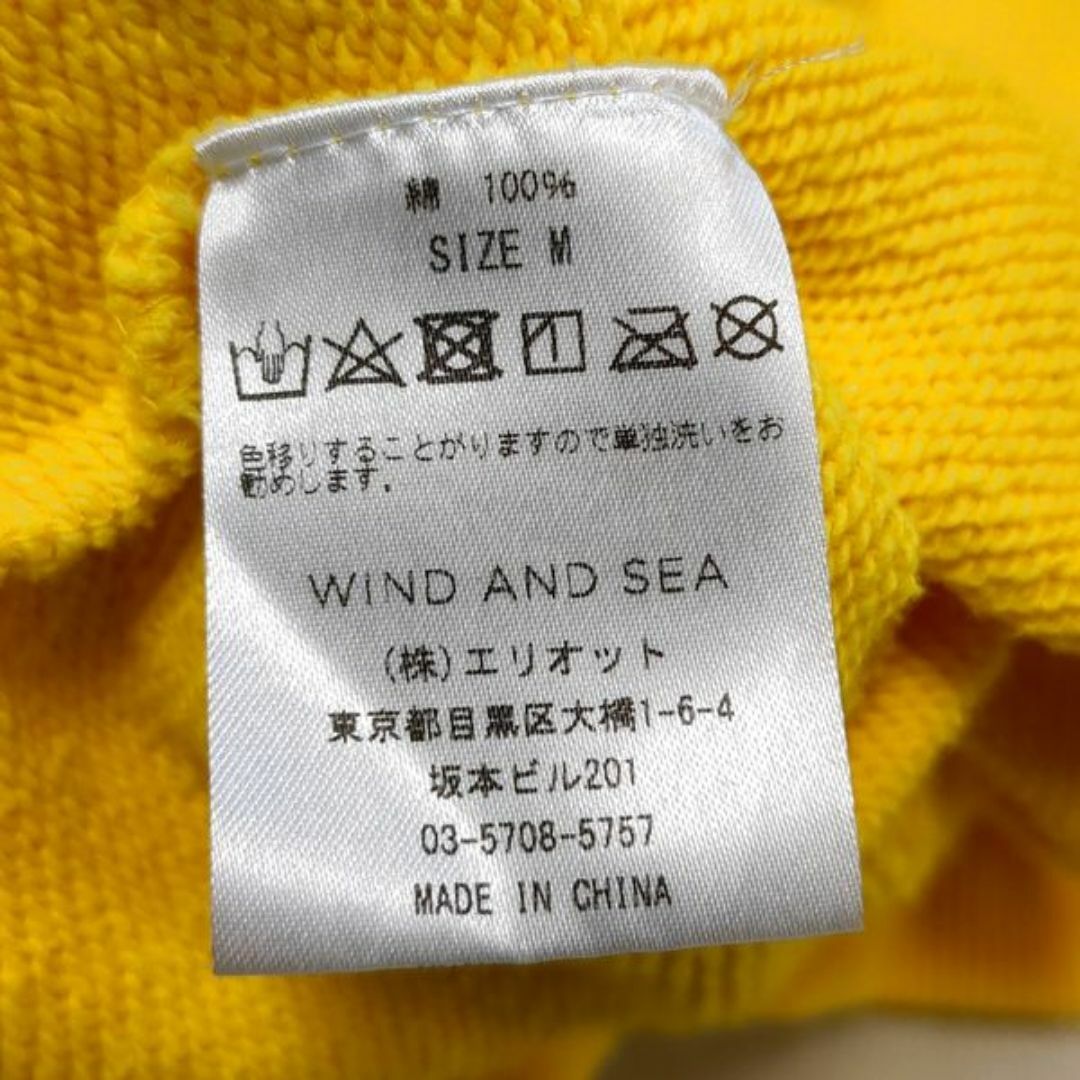 綿 100%
SIZE M
色移りすることがりますので単独洗いをお
勧めします。
WIND AND SEA
(株)エリオット
東京都目黒区大橋1-6-4
坂本ビル201
03-5708-5757
MADE IN CHINA